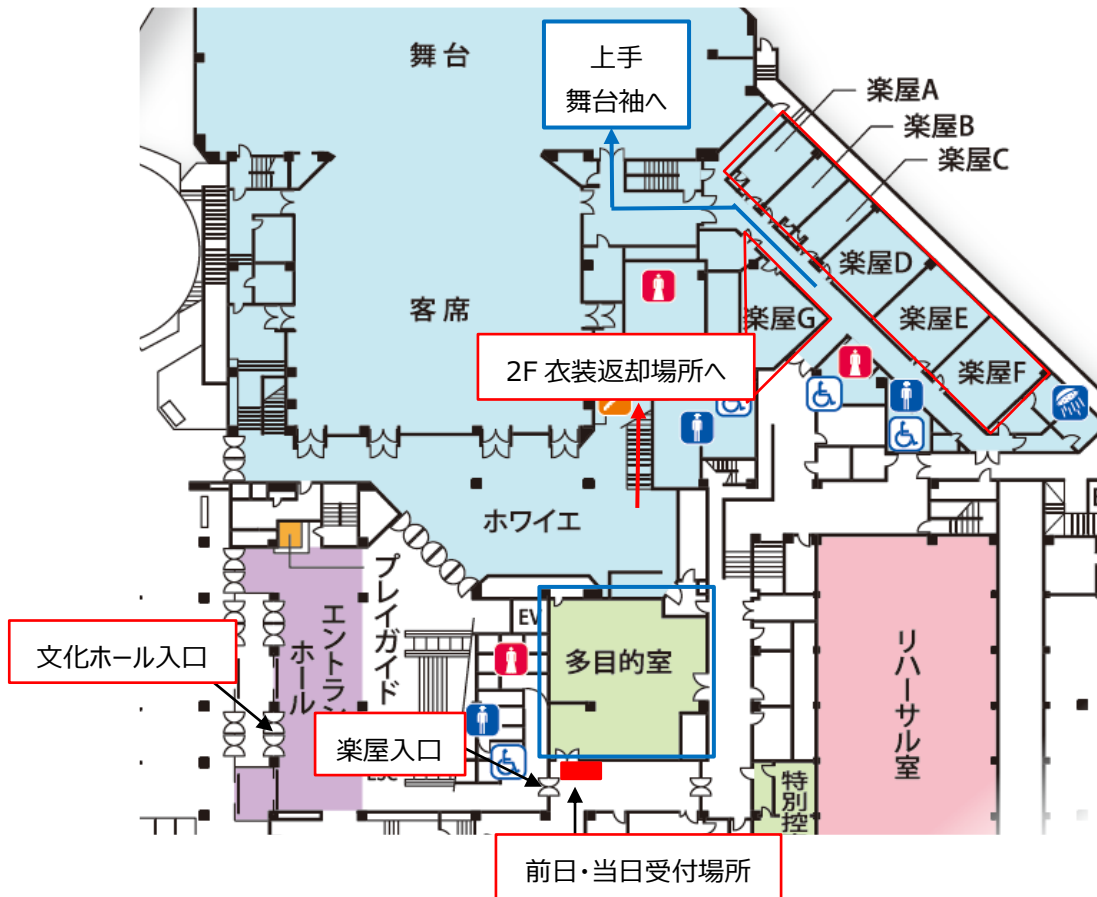 舞台
上手
舞台袖へ
楽屋A
楽屋B
楽屋C
楽屋D
楽屋E
楽屋F
楽屋G
客席
2F 衣装返却場所へ
ホワイエ
プレイガイド
エントラン
ホール
EV
多目的室
リハーサル室
文化ホール入口
楽屋入口
特別控
前日・当日受付場所